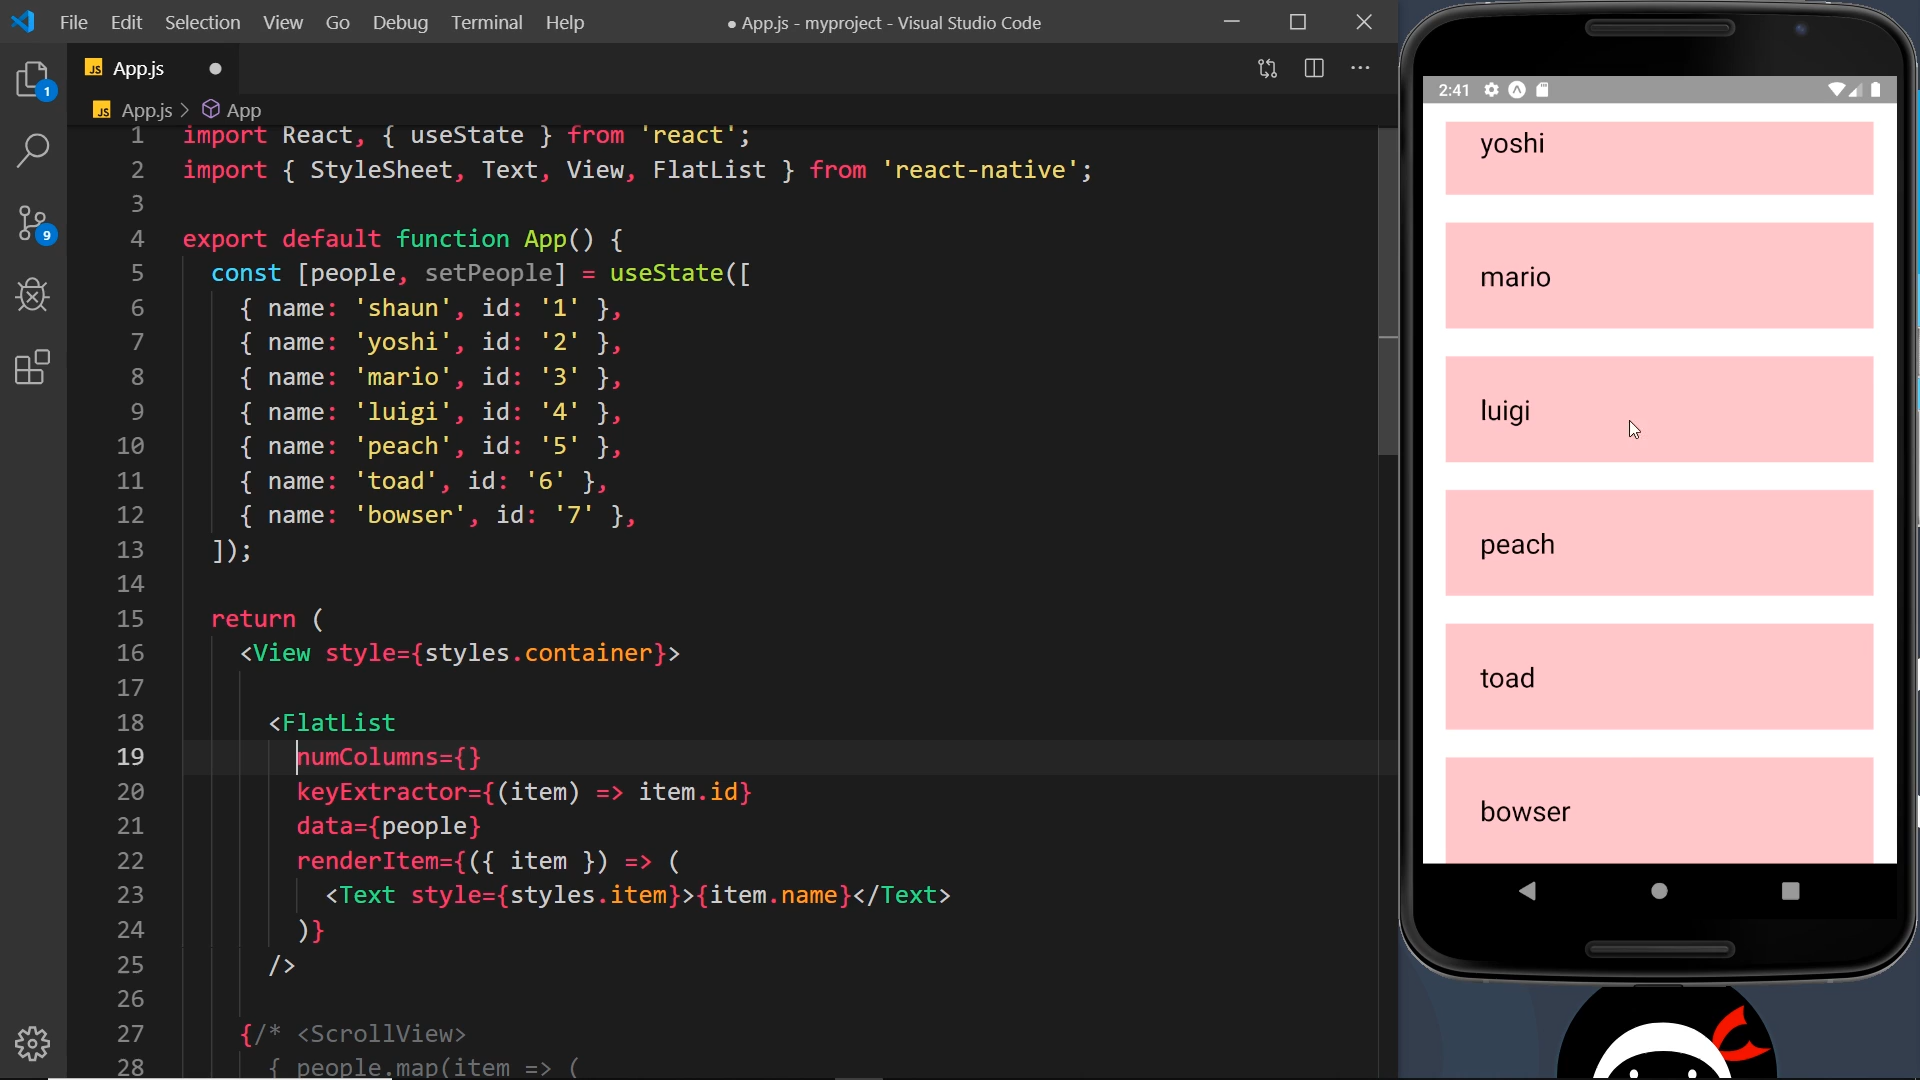 File Edit Selection View Go Debug Terminal Help
● App.js - myproject - Visual Studio Code
JS App.js ●
JS App.js > App
1
9
1 import React, { useState } from 'react';
2 import { StyleSheet, Text, View, FlatList } from 'react-native';
3
4 export default function App() {
5 const [people, setPeople] = useState([
6 { name: 'shaun', id: '1' },
7 { name: 'yoshi', id: '2' },
8 { name: 'mario', id: '3' },
9 { name: 'luigi', id: '4' },
10 { name: 'peach', id: '5' },
11 { name: 'toad', id: '6' },
12 { name: 'bowser', id: '7' },
13 ]);
14
15 return (
16 <View style={styles.container}>
17
18 <FlatList
19 numColumns={}
20 keyExtractor={(item) => item.id}
21 data={people}
22 renderItem={({ item }) => (
23 <Text style={styles.item}>{item.name}</Text>
24 )}
25 />
26
27 {/* <ScrollView>
28 { people.map(item => (
2:41
yoshi
mario
luigi
peach
toad
bowser